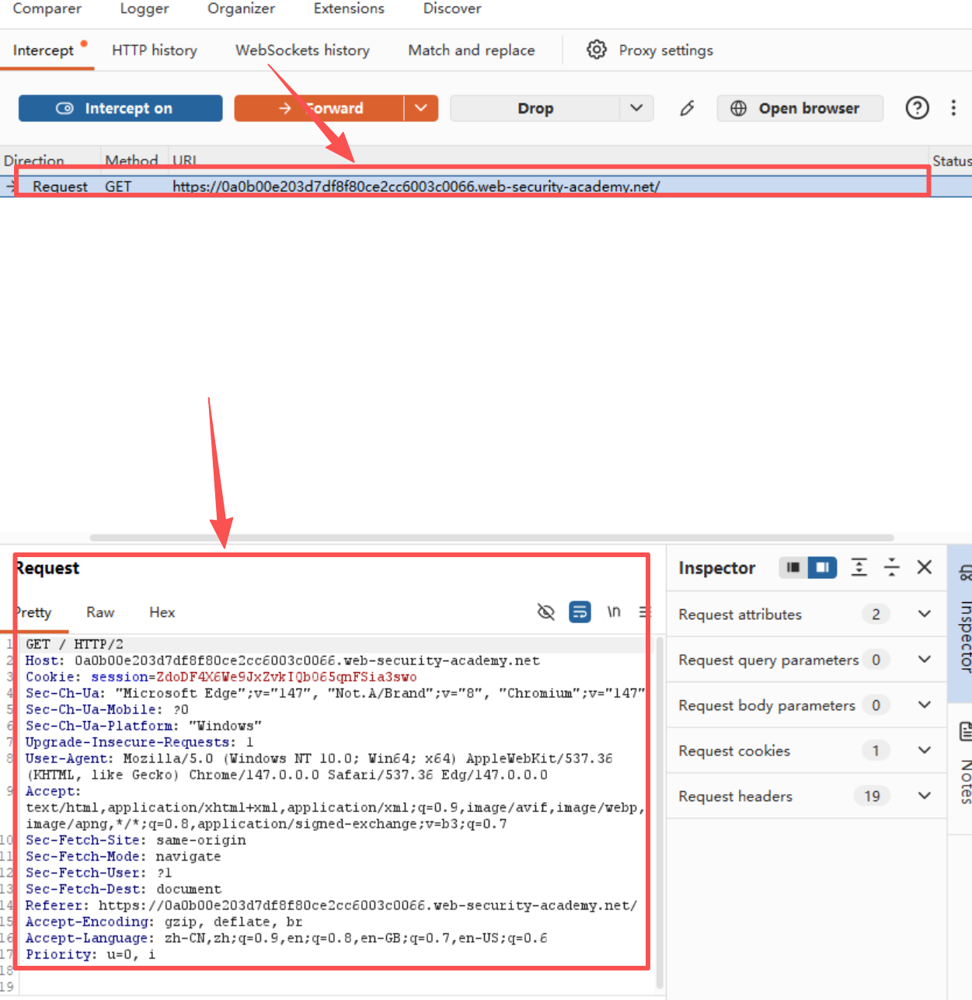 Comparer Logger Organizer Extensions Discover
Intercept HTTP history WebSockets history Match and replace Proxy settings
Intercept on Forward Drop Open browser ?
Direction Method URL Status
Request GET https://0a0b00e203d7df8f80ce2cc6003c0066.web-security-academy.net/
Request
Pretty Raw Hex \n
1 GET / HTTP/2
2 Host: 0a0b00e203d7df8f80ce2cc6003c0066.web-security-academy.net
3 Cookie: session=ZdoDF4X6We9JxZvkIQbO65qnFSia3swo
4 Sec-Ch-Ua: "Microsoft Edge";v="147", "Not.A/Brand";v="8", "Chromium";v="147"
5 Sec-Ch-Ua-Mobile: ?0
6 Sec-Ch-Ua-Platform: "Windows"
7 Upgrade-Insecure-Requests: 1
8 User-Agent: Mozilla/5.0 (Windows NT 10.0; Win64; x64) AppleWebKit/537.36
(KHTML, like Gecko) Chrome/147.0.0.0 Safari/537.36 Edg/147.0.0.0
9 Accept:
text/html,application/xhtml+xml,application/xml;q=0.9,image/avif,image/webp,
image/apng,*/*;q=0.8,application/signed-exchange;v=b3;q=0.7
10 Sec-Fetch-Site: same-origin
11 Sec-Fetch-Mode: navigate
12 Sec-Fetch-User: ?1
13 Sec-Fetch-Dest: document
14 Referer: https://0a0b00e203d7df8f80ce2cc6003c0066.web-security-academy.net/
15 Accept-Encoding: gzip, deflate, br
16 Accept-Language: zh-CN,zh;q=0.9,en;q=0.8,en-GB;q=0.7,en-US;q=0.6
17 Priority: u=0, i
18
19
Inspector
Request attributes 2
Request query parameters 0
Request body parameters 0
Request cookies 1
Request headers 19
Inspector
Notes